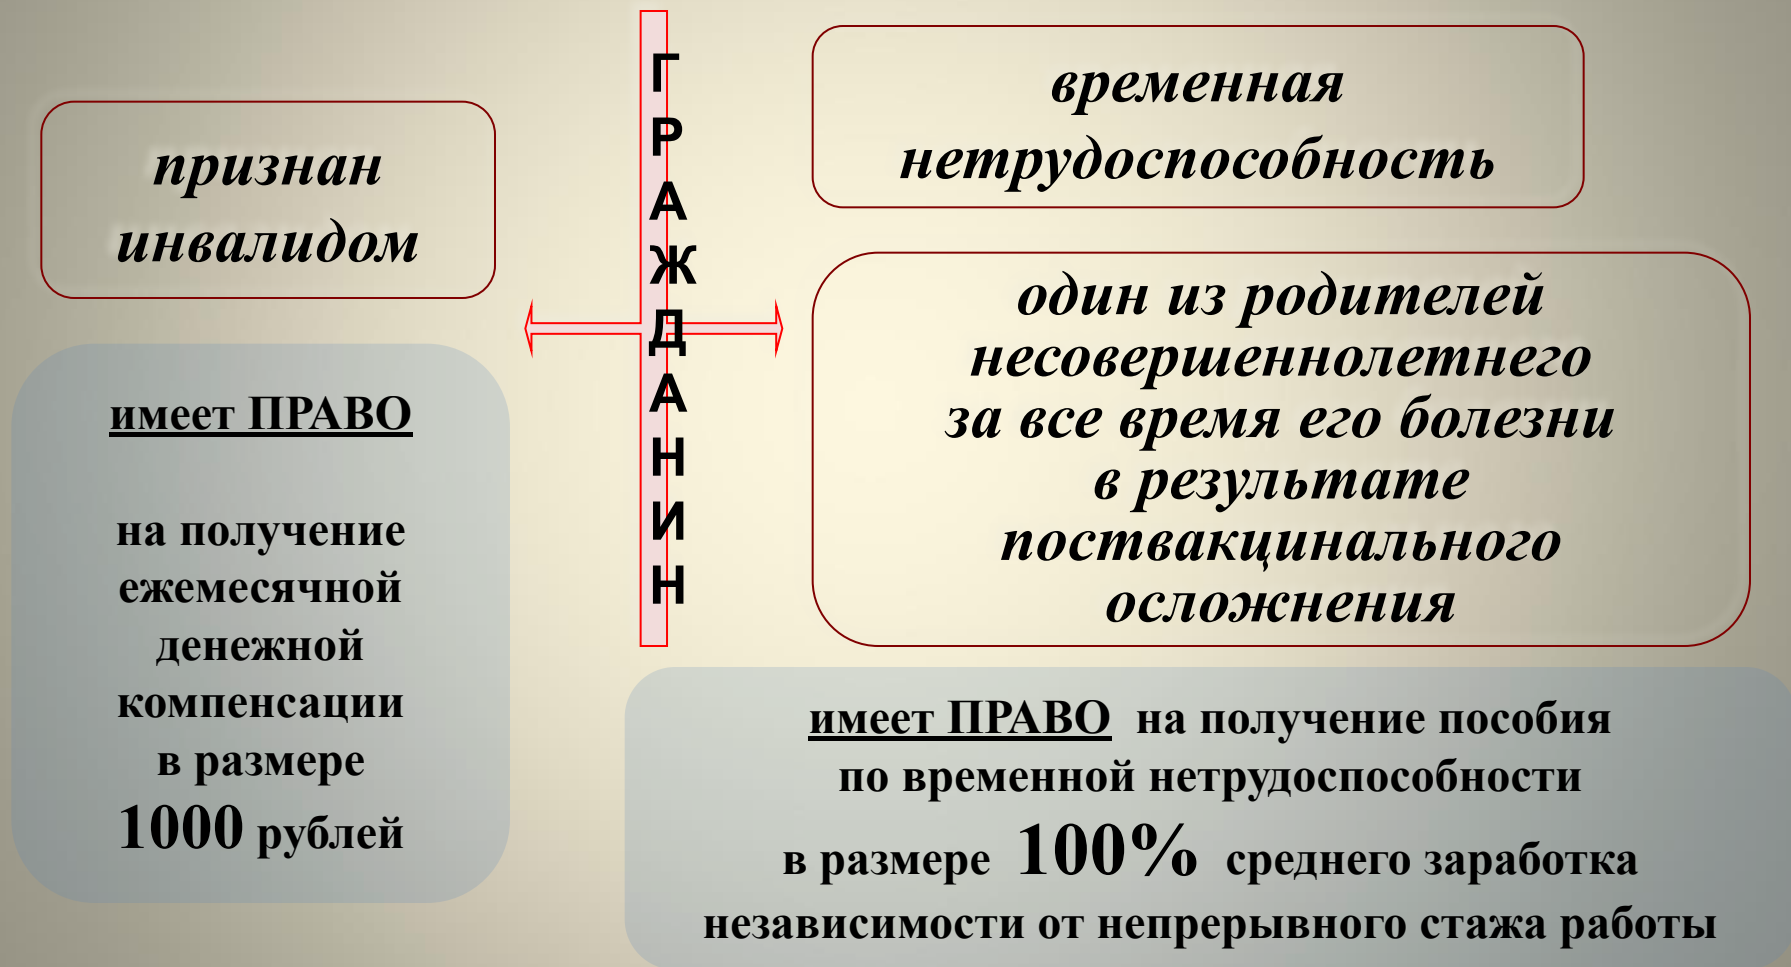 признан
инвалидом
имеет ПРАВО
на получение
ежемесячной
денежной
компенсации
в размере
1000 рублей
ГРАЖДАНИН
временная
нетрудоспособность
один из родителей
несовершеннолетнего
за все время его болезни
в результате
поствакцинального
осложнения
имеет ПРАВО на получение пособия
по временной нетрудоспособности
в размере 100% среднего заработка
независимости от непрерывного стажа работы